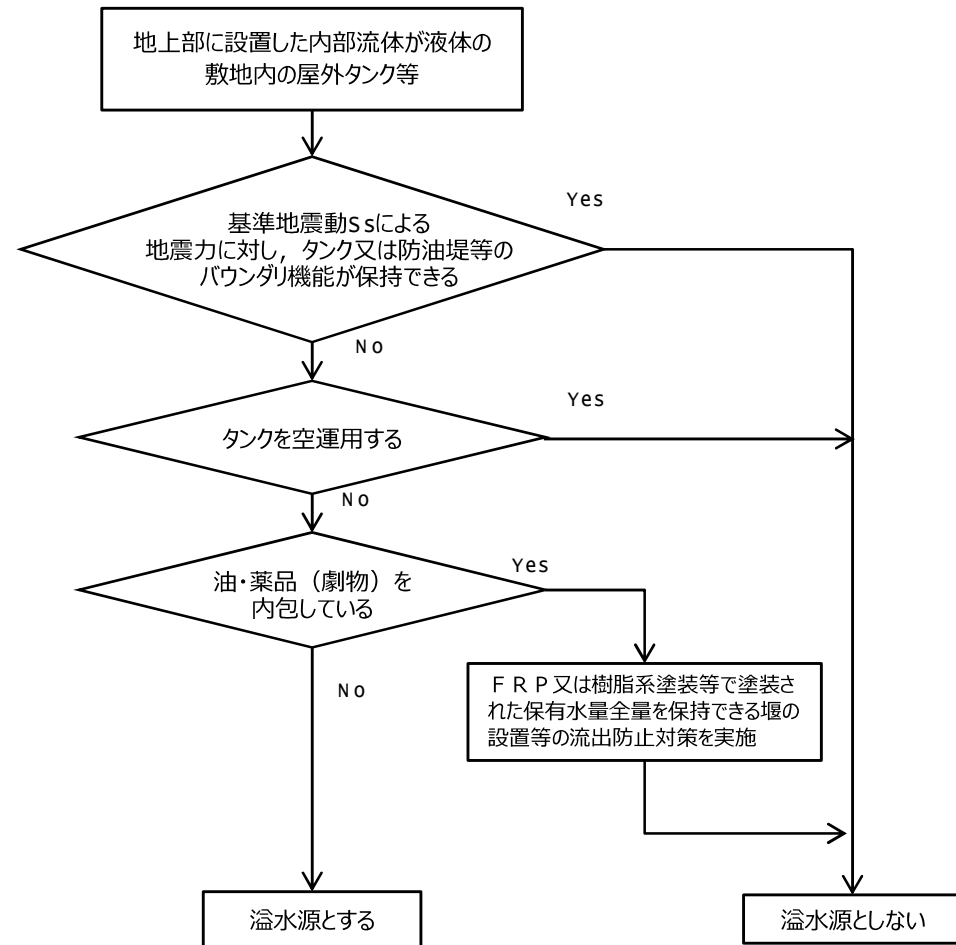 地上部に設置した内部流体が液体の
敷地内の屋外タンク等
Yes
基準地震動Ssによる
地震力に対し，タンク又は防油堤等の
バウンダリ機能が保持できる
No
Yes
タンクを空運用する
No
Yes
油・薬品（劇物）を
内包している
No
ＦＲＰ又は樹脂系塗装等で塗装さ
れた保有水量全量を保持できる堰の
設置等の流出防止対策を実施
溢水源とする
溢水源としない